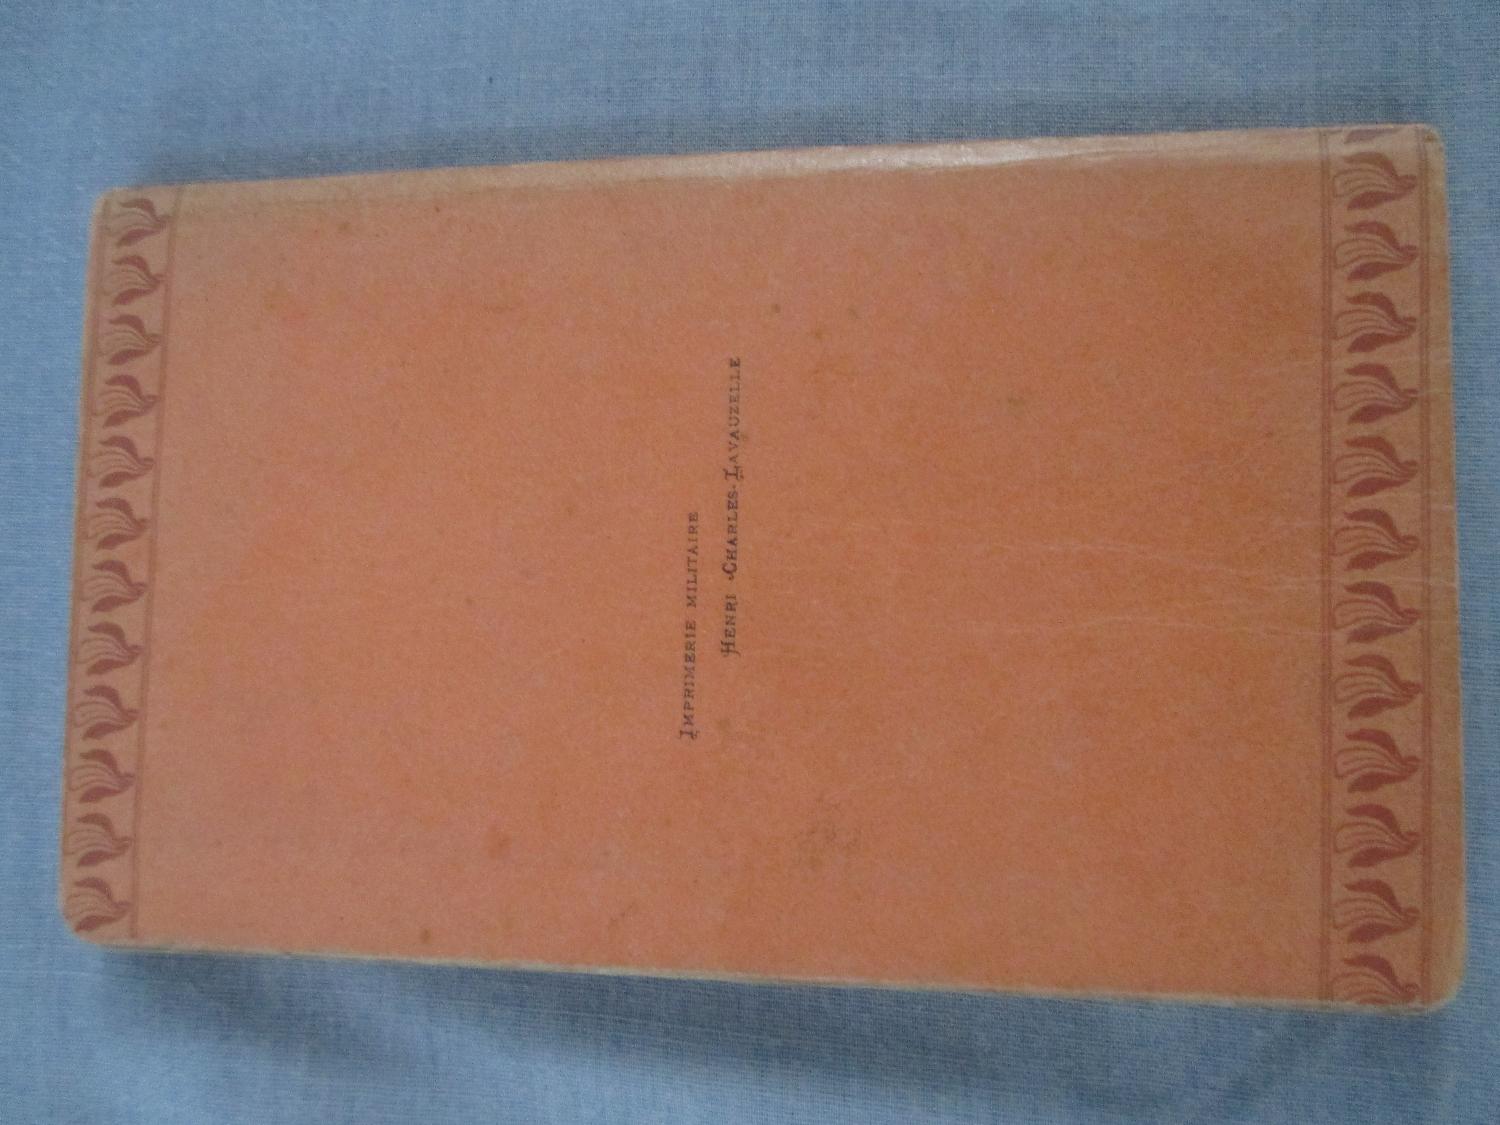 IMPRIMERIE MILITAIRE
HENRI CHARLES-LAVAUZELLE